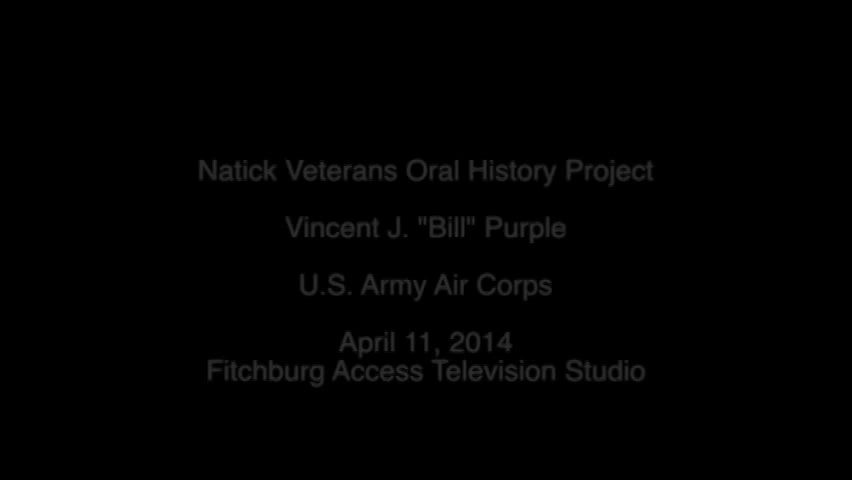 Natick Veterans Oral History Project
Vincent J. "Bill" Purple
U.S. Army Air Corps
April 11, 2014
Fitchburg Access Television Studio